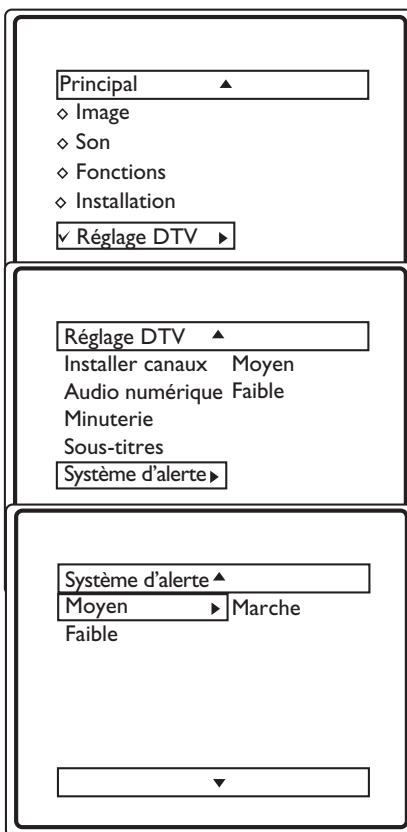 Principal
Image
Son
Fonctions
Installation
Réglage DTV
Réglage DTV
Installer canaux Moyen
Audio numérique Faible
Minuterie
Sous-titres
Système d'alerte
Système d'alerte
Moyen Marche
Faible